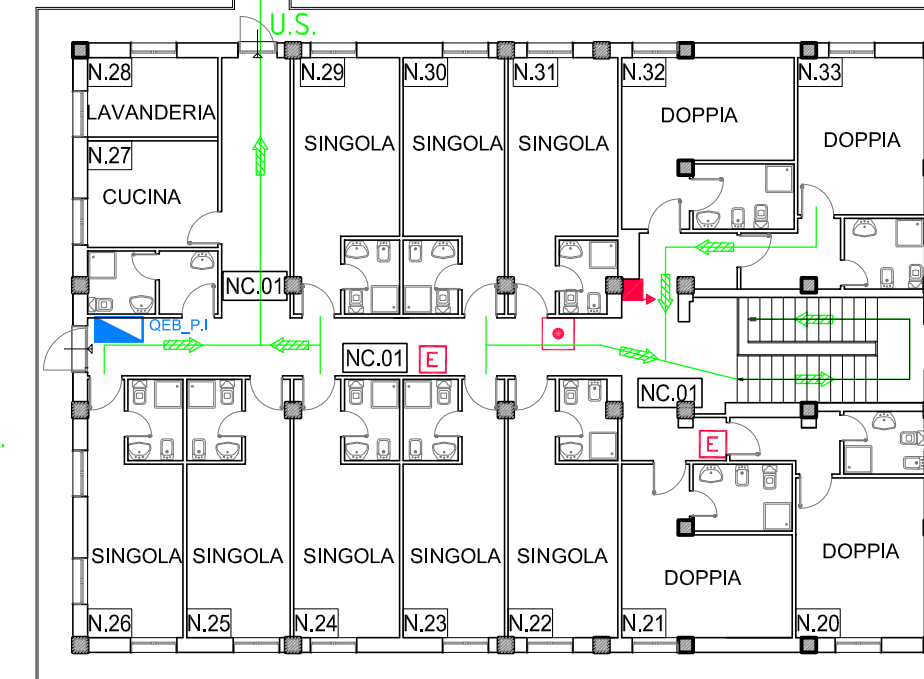 U.S.
N.28
N.29
N.30
N.31
N.32
N.33
LAVANDERIA
DOPPIA
DOPPIA
SINGOLA
SINGOLA
SINGOLA
N.27
CUCINA
NC.01
QEB_P.I
NC.01
E
NC.01
E
SINGOLA
SINGOLA
SINGOLA
SINGOLA
SINGOLA
DOPPIA
DOPPIA
N.26
N.25
N.24
N.23
N.22
N.21
N.20